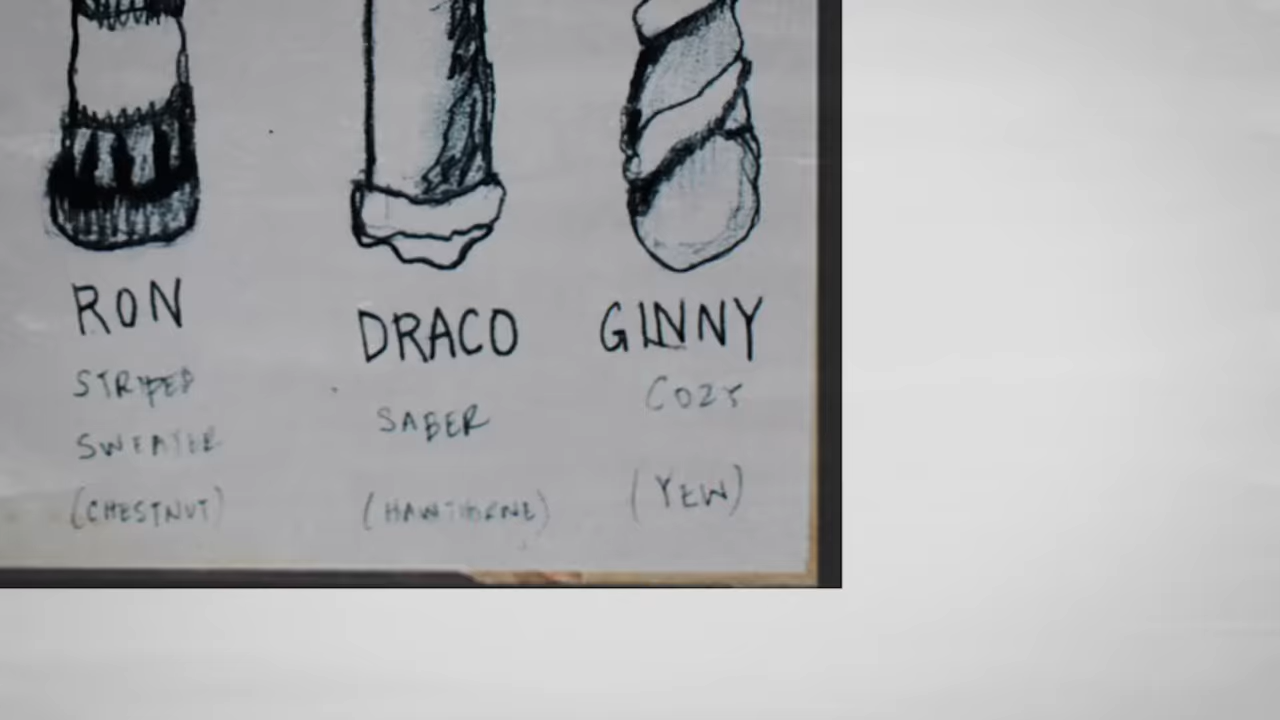 RON
STRIPED
SWEATER
(CHESTNUT)
DRACO
SABER
(HAWTHORNE)
GINNY
COZY
(YEW)